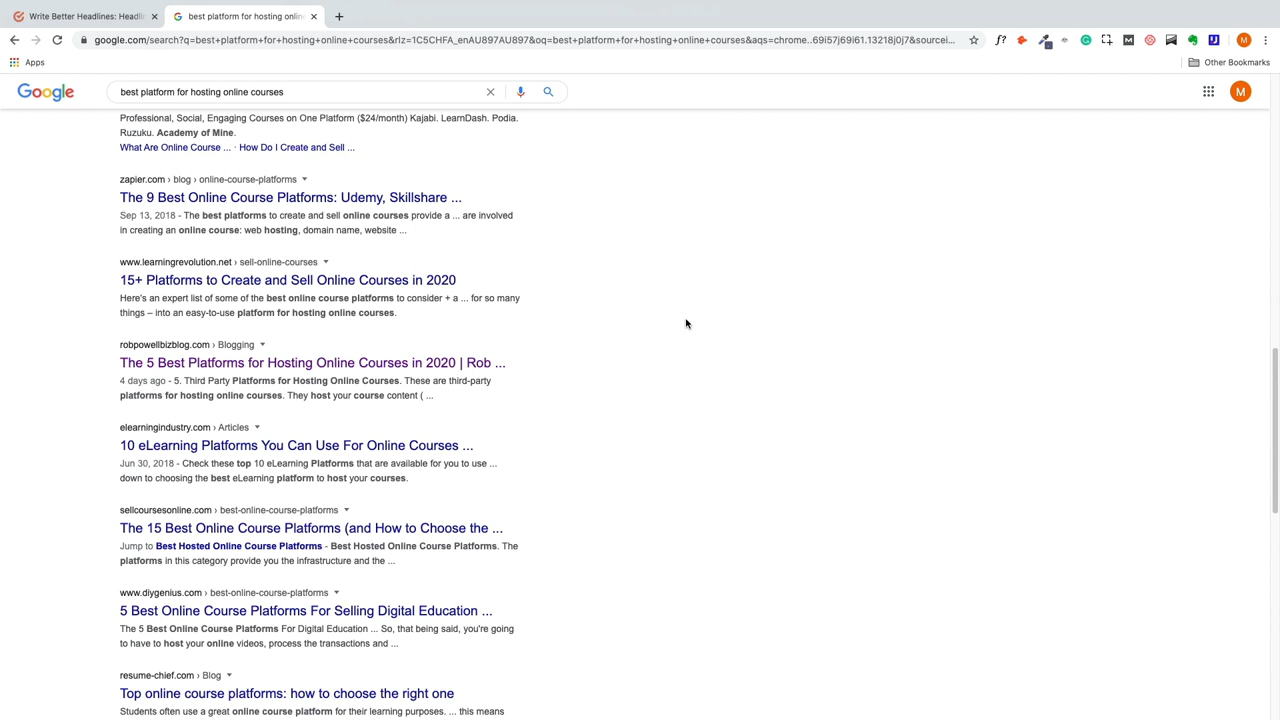 Write Better Headlines: Headli
best platform for hosting onlin
google.com/search?q=best+platform+for+hosting+online+courses&rlz=1C5CHFA_enAU897AU897&oq=best+platform+for+hosting+online+courses&aqs=chrome..69i57j69i61.13218j0j7&sourcei...
Apps
Other Bookmarks
Google
best platform for hosting online courses
M
Professional, Social, Engaging Courses on One Platform ($24/month) Kajabi. LearnDash. Podia.
Ruzuku. Academy of Mine.
What Are Online Course ... · How Do I Create and Sell ...
zapier.com › blog › online-course-platforms
The 9 Best Online Course Platforms: Udemy, Skillshare ...
Sep 13, 2018 - The best platforms to create and sell online courses provide a ... are involved
in creating an online course: web hosting, domain name, website ...
www.learningrevolution.net › sell-online-courses
15+ Platforms to Create and Sell Online Courses in 2020
Here's an expert list of some of the best online course platforms to consider + a ... for so many
things – into an easy-to-use platform for hosting online courses.
robpowellbizblog.com › Blogging
The 5 Best Platforms for Hosting Online Courses in 2020 | Rob ...
4 days ago - 5. Third Party Platforms for Hosting Online Courses. These are third-party
platforms for hosting online courses. They host your course content ( ...
elearningindustry.com › Articles
10 eLearning Platforms You Can Use For Online Courses ...
Jun 30, 2018 - Check these top 10 eLearning Platforms that are available for you to use ...
down to choosing the best eLearning platform to host your courses.
sellcoursesonline.com › best-online-course-platforms
The 15 Best Online Course Platforms (and How to Choose the ...
Jump to Best Hosted Online Course Platforms - Best Hosted Online Course Platforms. The
platforms in this category provide you the infrastructure and the ...
www.diygenius.com › best-online-course-platforms
5 Best Online Course Platforms For Selling Digital Education ...
The 5 Best Online Course Platforms For Digital Education ... So, that being said, you're going
to have to host your online videos, process the transactions and ...
resume-chief.com › Blog
Top online course platforms: how to choose the right one
Students often use a great online course platform for their learning purposes. ... this means